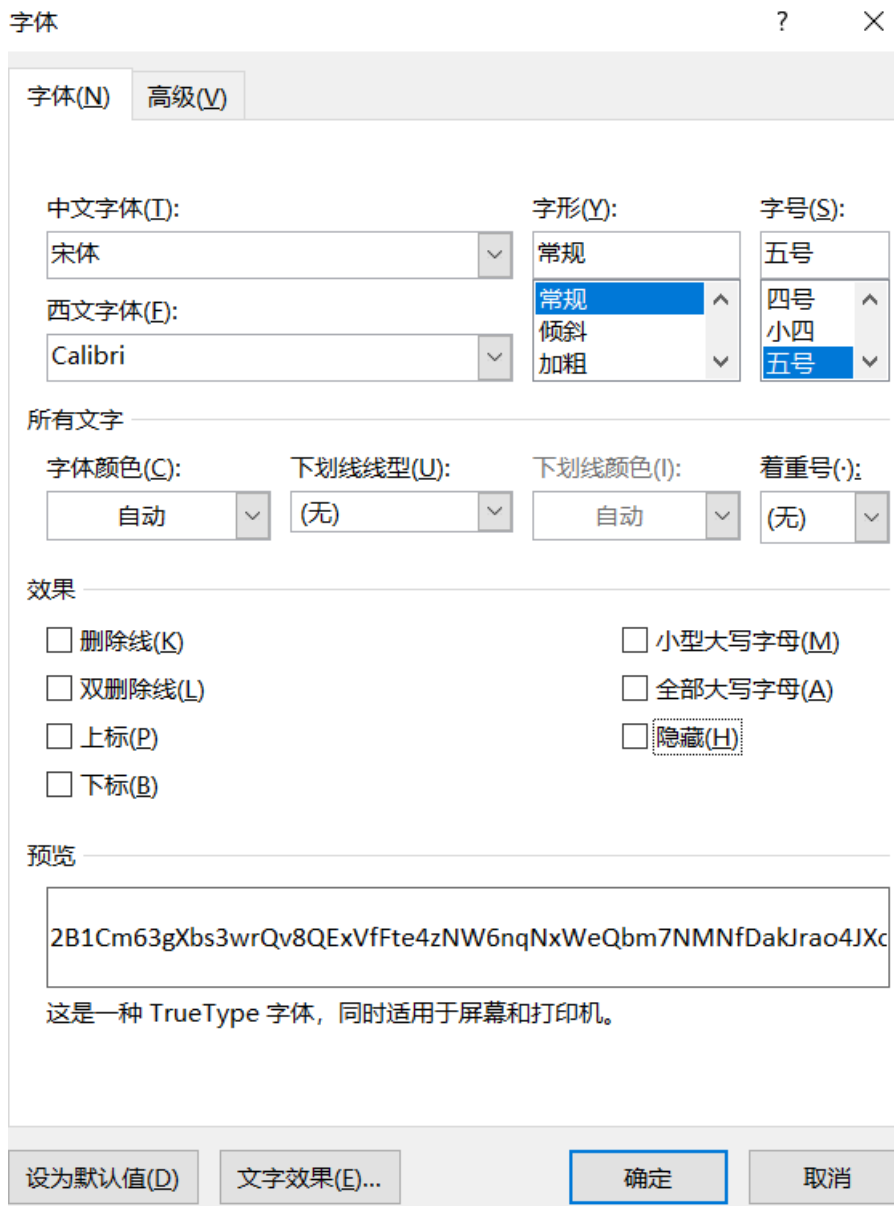 字体 ?
字体(N) 高级(V)
中文字体(T): 字形(Y): 字号(S):
宋体 常规 五号
西文字体(F): 常规 四号
倾斜 小四
Calibri 加粗 五号
所有文字
字体颜色(C): 下划线线型(U): 下划线颜色(I): 着重号(·):
自动 (无) 自动 (无)
效果
删除线(K) 小型大写字母(M)
双删除线(L) 全部大写字母(A)
上标(P) 隐藏(H)
下标(B)
预览
2B1Cm63gXbs3wrQv8QExVfFte4zNW6nqNxWeQbm7NMNfDakJrao4JXc
这是一种 TrueType 字体，同时适用于屏幕和打印机。
设为默认值(D) 文字效果(E)... 确定 取消